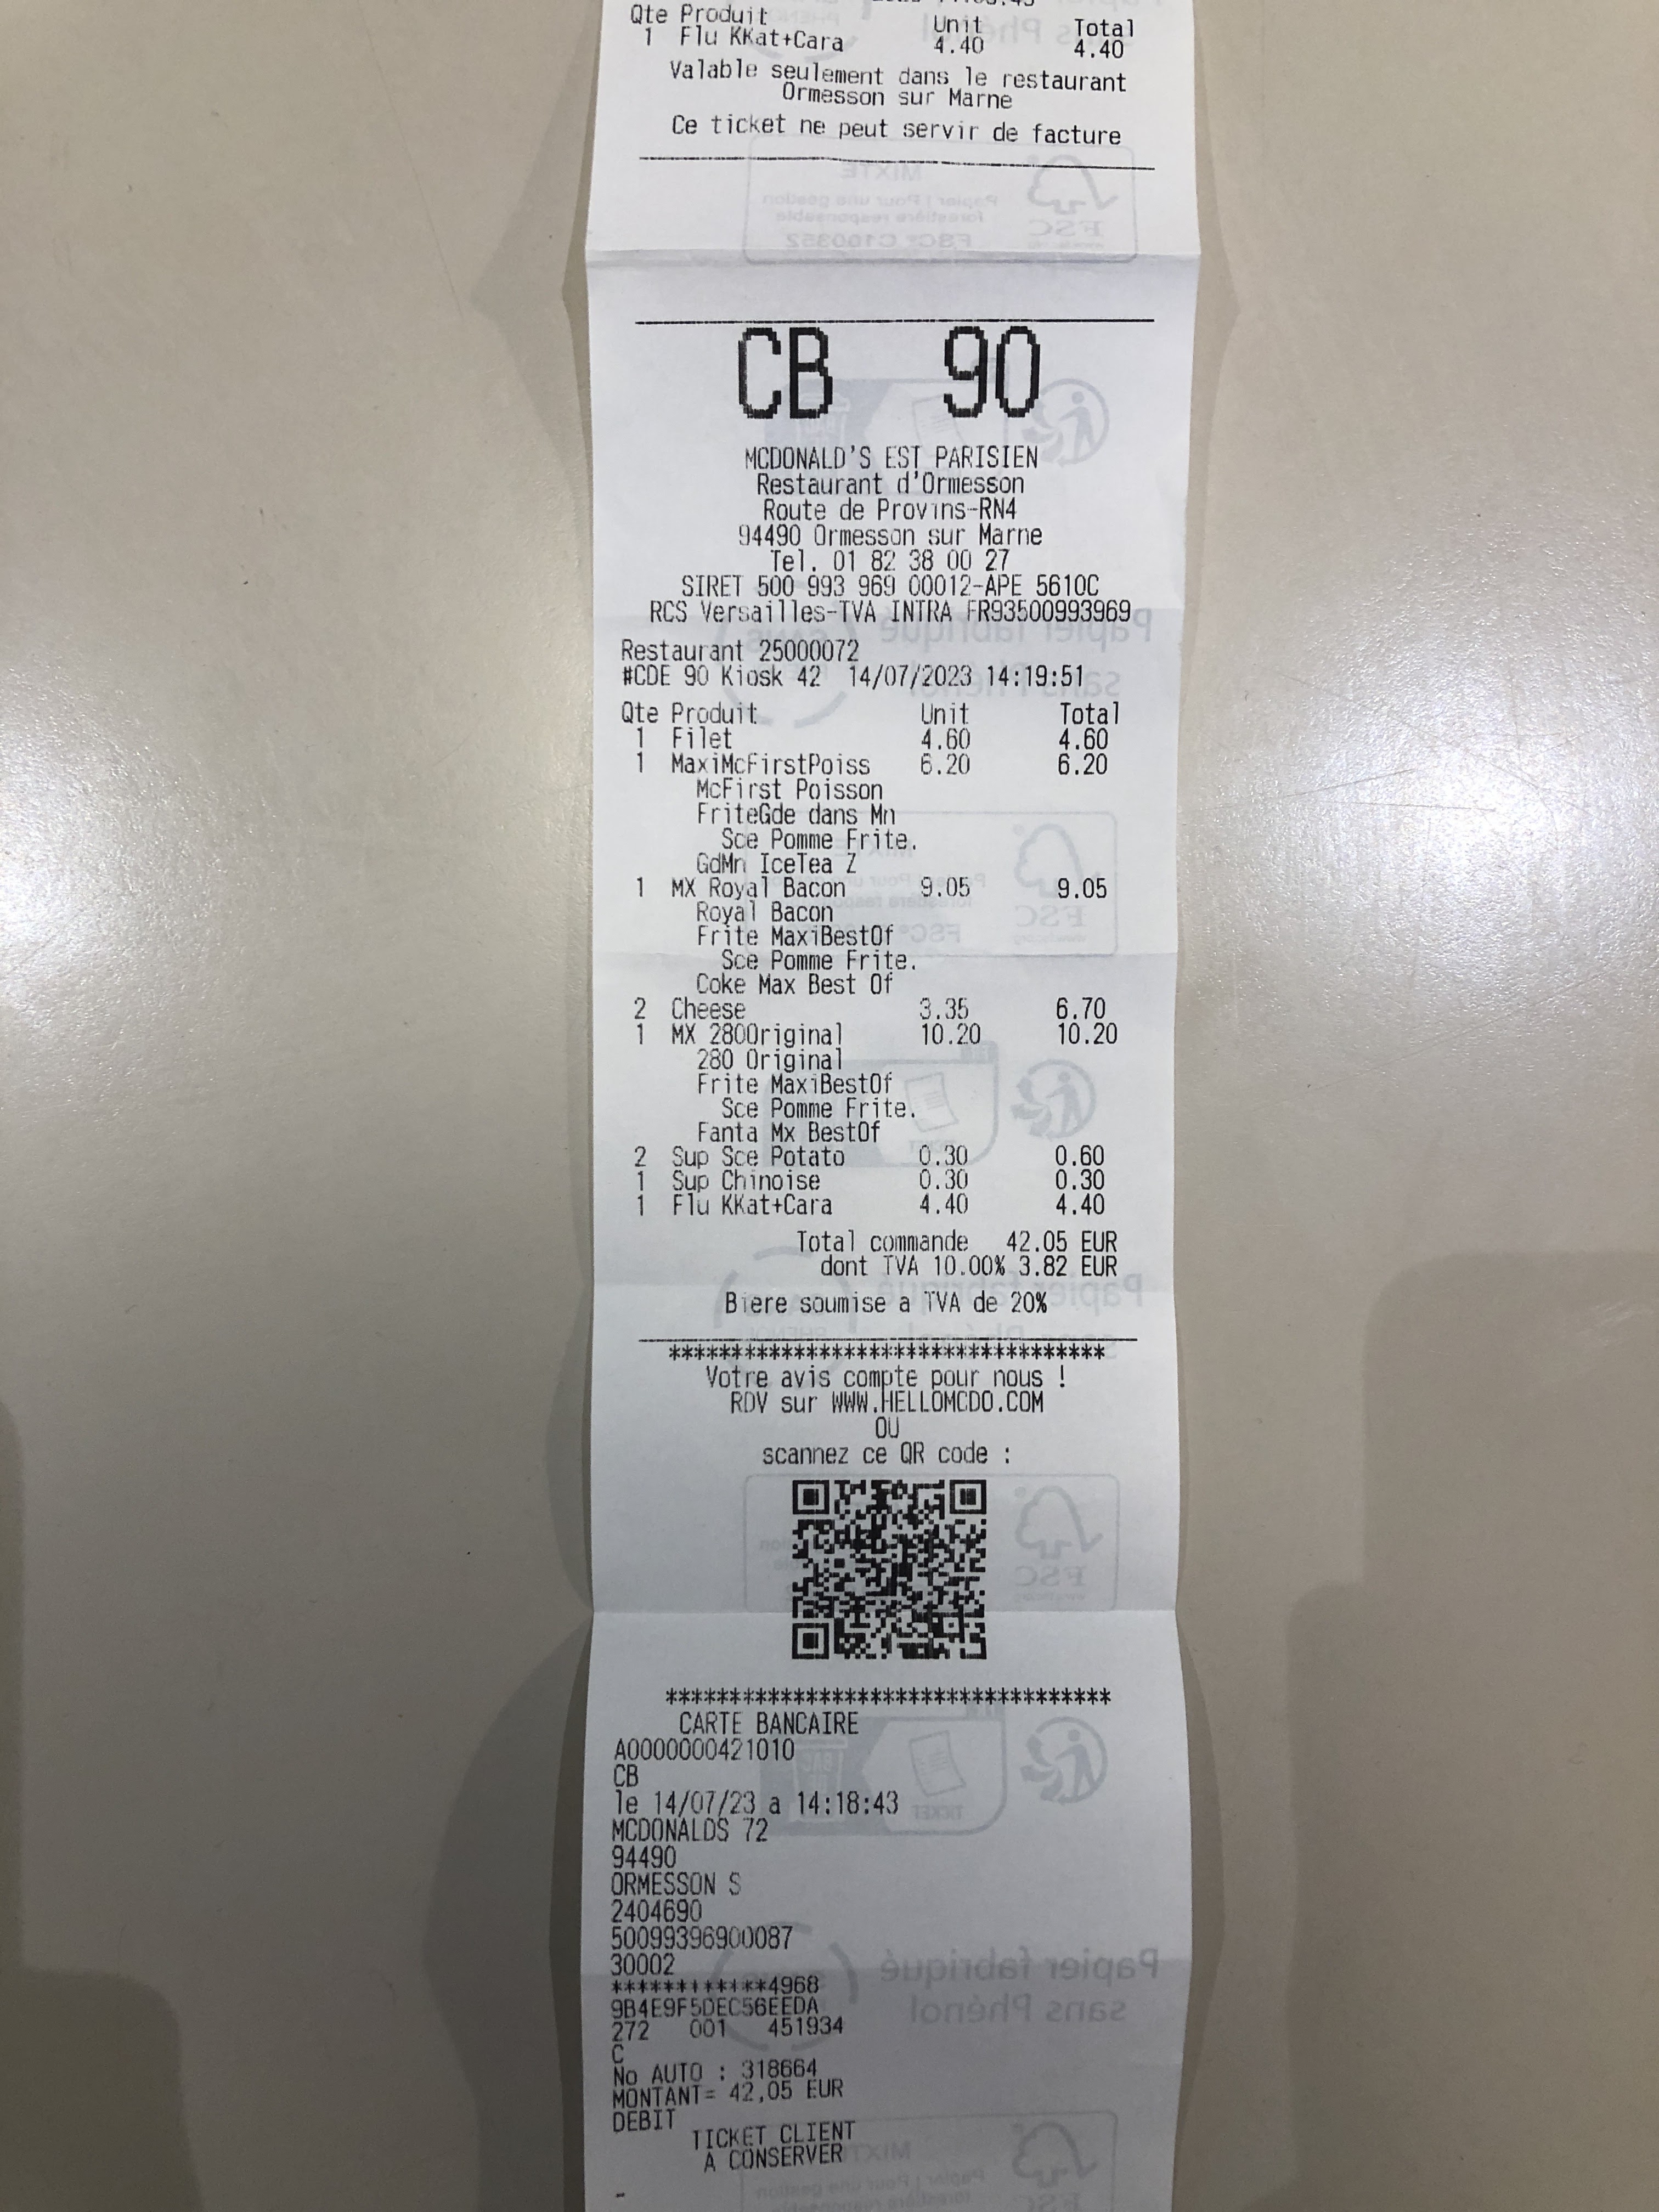 Qte Produit Unit Total
1 Flu KKat+Cara 4.40 4.40
Valable seulement dans le restaurant
Ormesson sur Marne
Ce ticket ne peut servir de facture
CB 90
MCDONALD'S EST PARISIEN
Restaurant d'Ormesson
Route de Provins-RN4
94490 Ormesson sur Marne
Tel. 01 82 38 00 27
SIRET 500 993 969 00012-APE 5610C
RCS Versailles-TVA INTRA FR93500993969
Restaurant 25000072
#CDE 90 Kiosk 42 14/07/2023 14:19:51
Qte Produit Unit Total
1 Filet 4.60 4.60
1 MaxiMcFirstPoiss 6.20 6.20
McFirst Poisson
FriteGde dans Mn
Sce Pomme Frite.
GdMn IceTea Z
1 MX Royal Bacon 9.05 9.05
Royal Bacon
Frite MaxiBestOf
Sce Pomme Frite.
Coke Max Best Of
2 Cheese 3.35 6.70
1 MX 280Original 10.20 10.20
280 Original
Frite MaxiBestOf
Sce Pomme Frite.
Fanta Mx BestOf
2 Sup Sce Potato 0.30 0.60
1 Sup Chinoise 0.30 0.30
1 Flu KKat+Cara 4.40 4.40
Total commande 42.05 EUR
dont TVA 10.00% 3.82 EUR
Biere soumise a TVA de 20%
***********************************
Votre avis compte pour nous !
RDV sur WWW.HELLOMCDO.COM
OU
scannez ce QR code :
***********************************
CARTE BANCAIRE
A0000000421010
CB
le 14/07/23 a 14:18:43
MCDONALDS 72
94490
ORMESSON S
2404690
50099396900087
30002
************4968
9B4E9F5DEC56EEDA
272 001 451934
C
No AUTO : 318664
MONTANT= 42,05 EUR
DEBIT
TICKET CLIENT
A CONSERVER